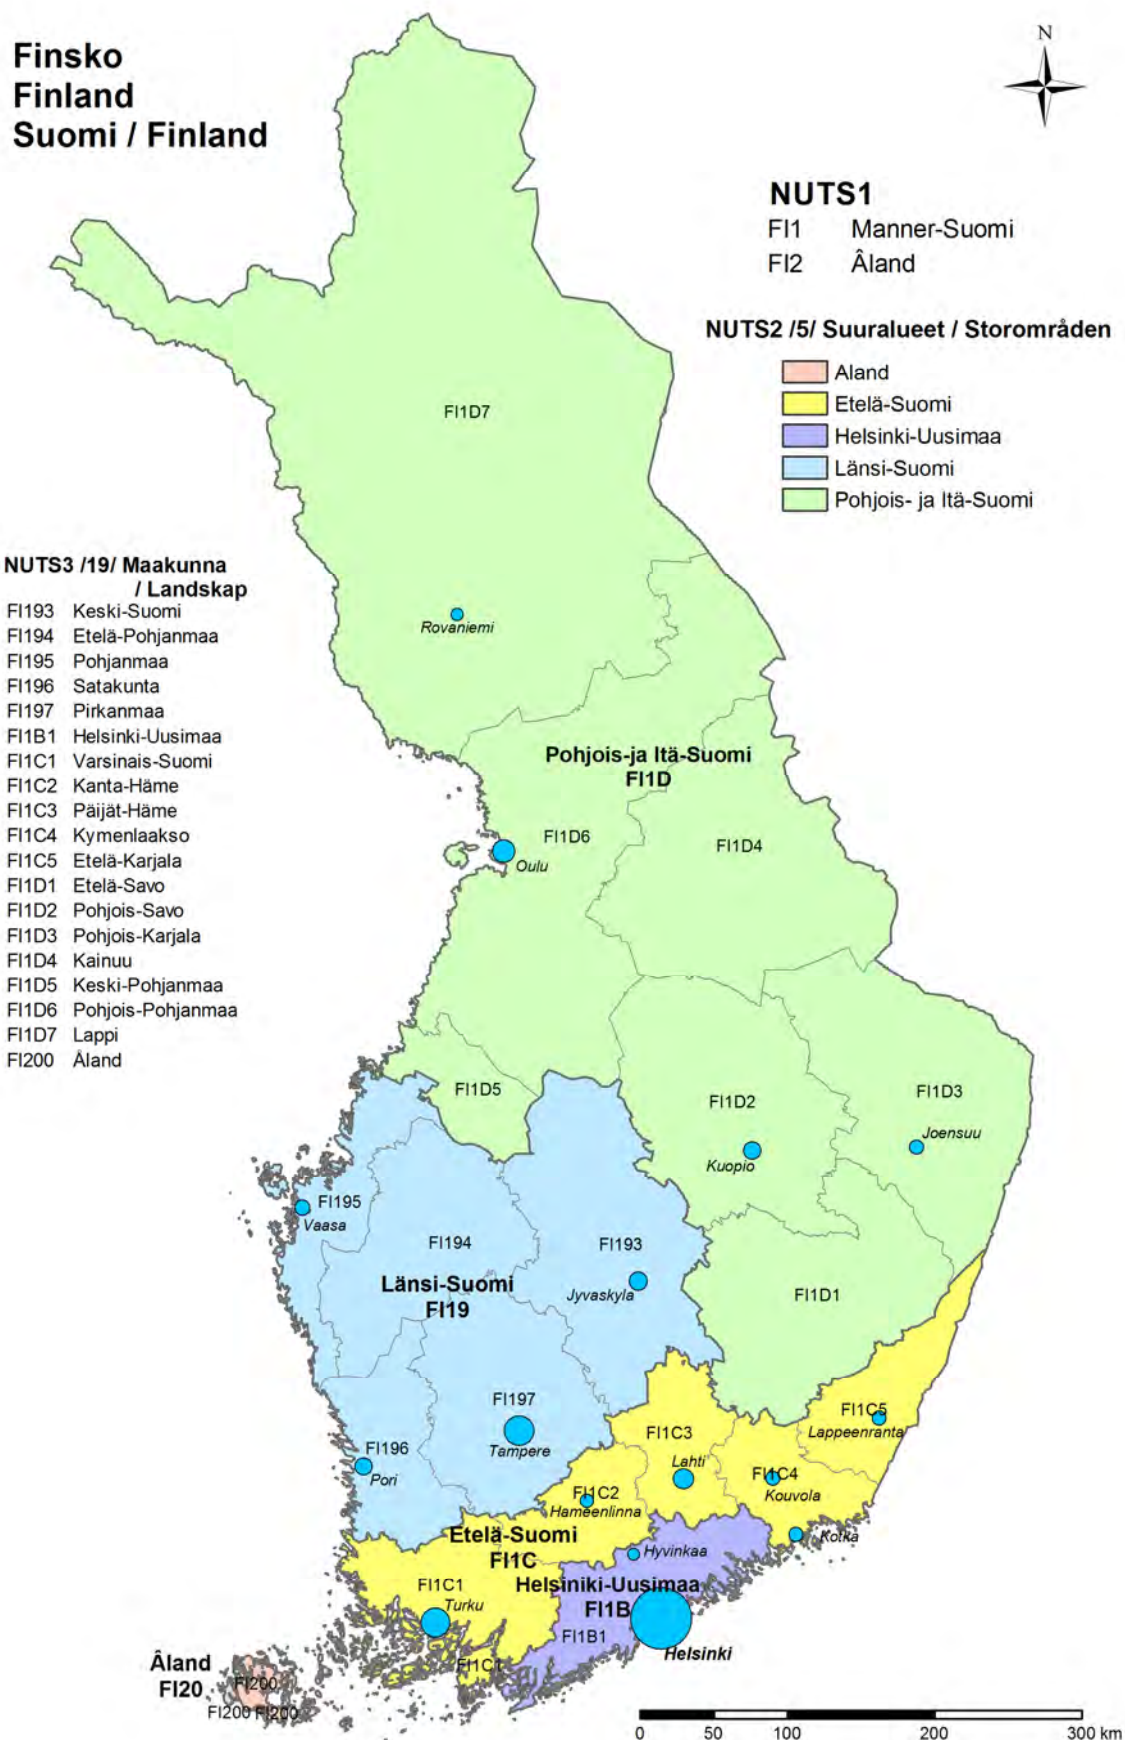 Finsko
Finland
Suomi / Finland
N
NUTS1
FI1 Manner-Suomi
FI2 Âland
NUTS2 /5/ Suuralueet / Storområden
Aland
Etelä-Suomi
Helsinki-Uusimaa
Länsi-Suomi
Pohjois- ja Itä-Suomi
NUTS3 /19/ Maakunna
/ Landskap
FI193 Keski-Suomi
FI194 Etelä-Pohjanmaa
FI195 Pohjanmaa
FI196 Satakunta
FI197 Pirkanmaa
FI1B1 Helsinki-Uusimaa
FI1C1 Varsinais-Suomi
FI1C2 Kanta-Häme
FI1C3 Päijät-Häme
FI1C4 Kymenlaakso
FI1C5 Etelä-Karjala
FI1D1 Etelä-Savo
FI1D2 Pohjois-Savo
FI1D3 Pohjois-Karjala
FI1D4 Kainuu
FI1D5 Keski-Pohjanmaa
FI1D6 Pohjois-Pohjanmaa
FI1D7 Lappi
FI200 Åland
FI1D7
Rovaniemi
Pohjois-ja Itä-Suomi
FI1D
FI1D6
FI1D4
Oulu
FI1D5
FI1D2
FI1D3
Joensuu
Kuopio
FI195
Vaasa
FI194
FI193
Länsi-Suomi
FI19
Jyvaskyla
FI1D1
FI197
Tampere
FI196
Pori
FI1C5
Lappeenranta
FI1C3
Lahti
FI1C4
Kouvola
FI1C2
Hameenlinna
Etelä-Suomi
FI1C
Kotka
Hyvinkaa
Helsiniki-Uusimaa
FI1B
FI1C1
Turku
FI1B1
Helsinki
FI1C1
Åland
FI20
FI200
FI200 FI200
0 50 100 200 300 km